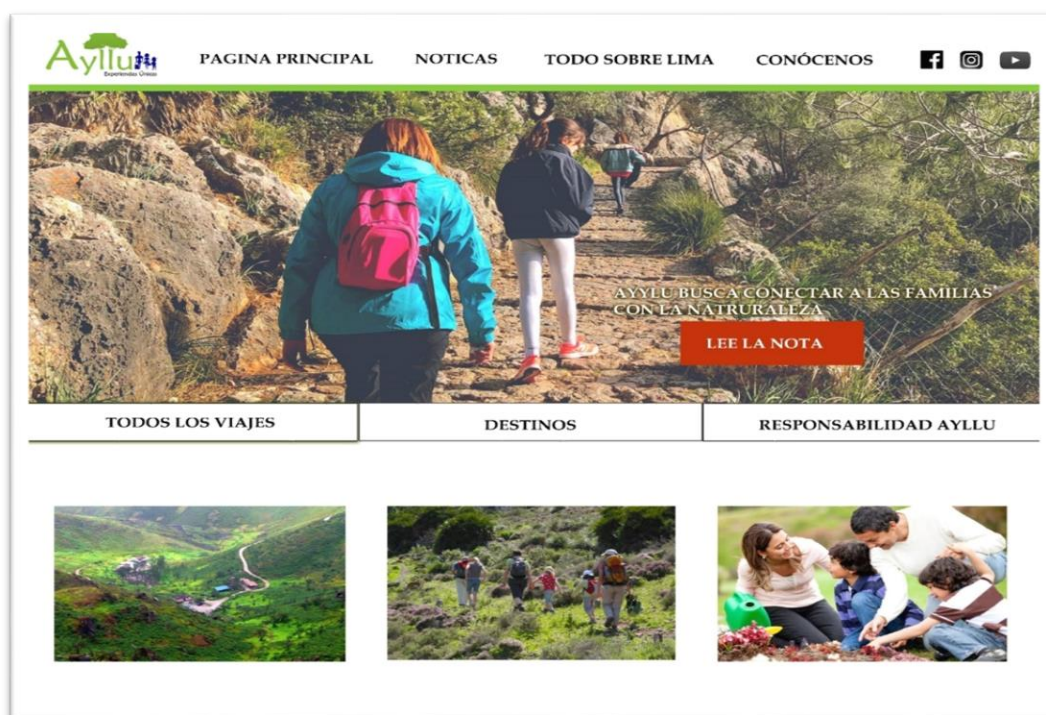 Ayllu
Experiencias Únicas
PAGINA PRINCIPAL
NOTICAS
TODO SOBRE LIMA
CONÓCENOS
AYYLU BUSCA CONECTAR A LAS FAMILIAS
CON LA NATRURALEZA
LEE LA NOTA
TODOS LOS VIAJES
DESTINOS
RESPONSABILIDAD AYLLU